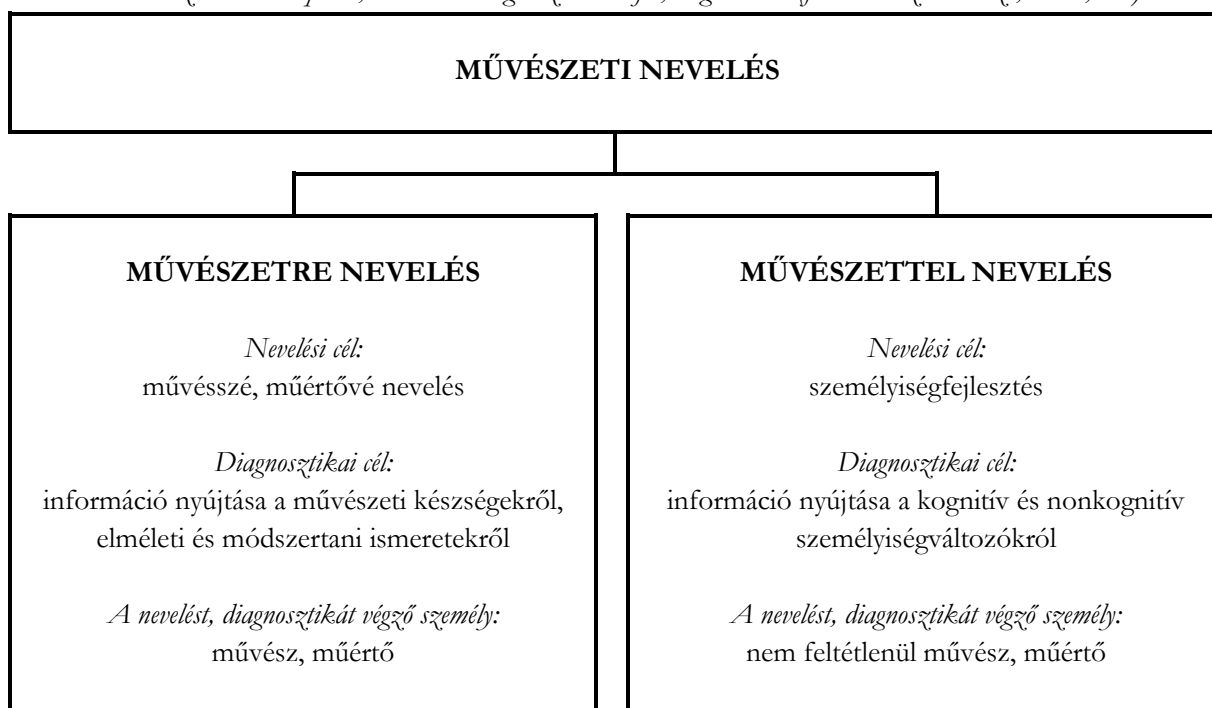 MŰVÉSZETI NEVELÉS
MŰVÉSZETRE NEVELÉS
Nevelési cél:
művésszé, műértővé nevelés
Diagnosztikai cél:
információ nyújtása a művészeti készségekről,
elméleti és módszertani ismeretekről
A nevelést, diagnosztikát végző személy:
művész, műértő
MŰVÉSZETTEL NEVELÉS
Nevelési cél:
személyiségfejlesztés
Diagnosztikai cél:
információ nyújtása a kognitív és nonkognitív
személyiségváltozókról
A nevelést, diagnosztikát végző személy:
nem feltétlenül művész, műértő